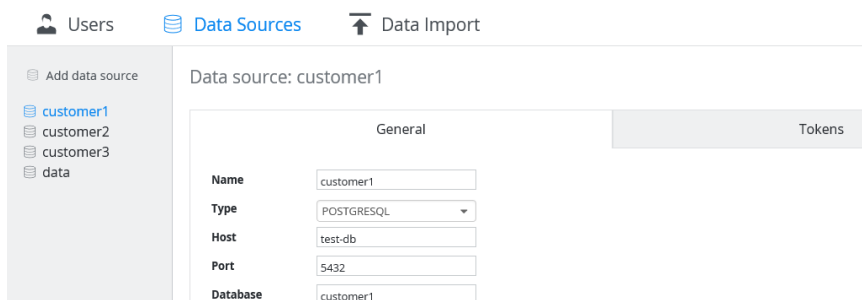 Users Data Sources Data Import
Add data source
customer1
customer2
customer3
data
Data source: customer1
General Tokens
Name customer1
Type POSTGRESQL
Host test-db
Port 5432
Database customer1